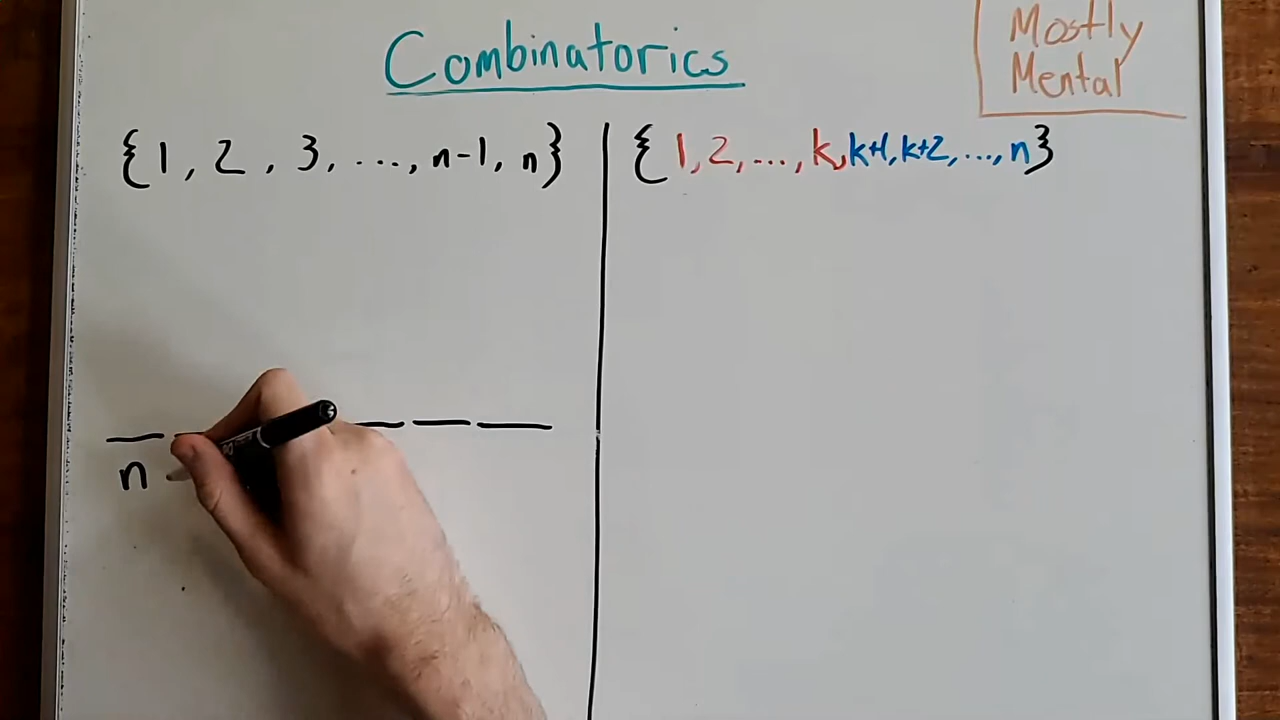 Combinatorics
Mostly
Mental
{1, 2, 3, ..., n-1, n}
{1, 2, ..., k, k+1, k+2, ..., n}
n